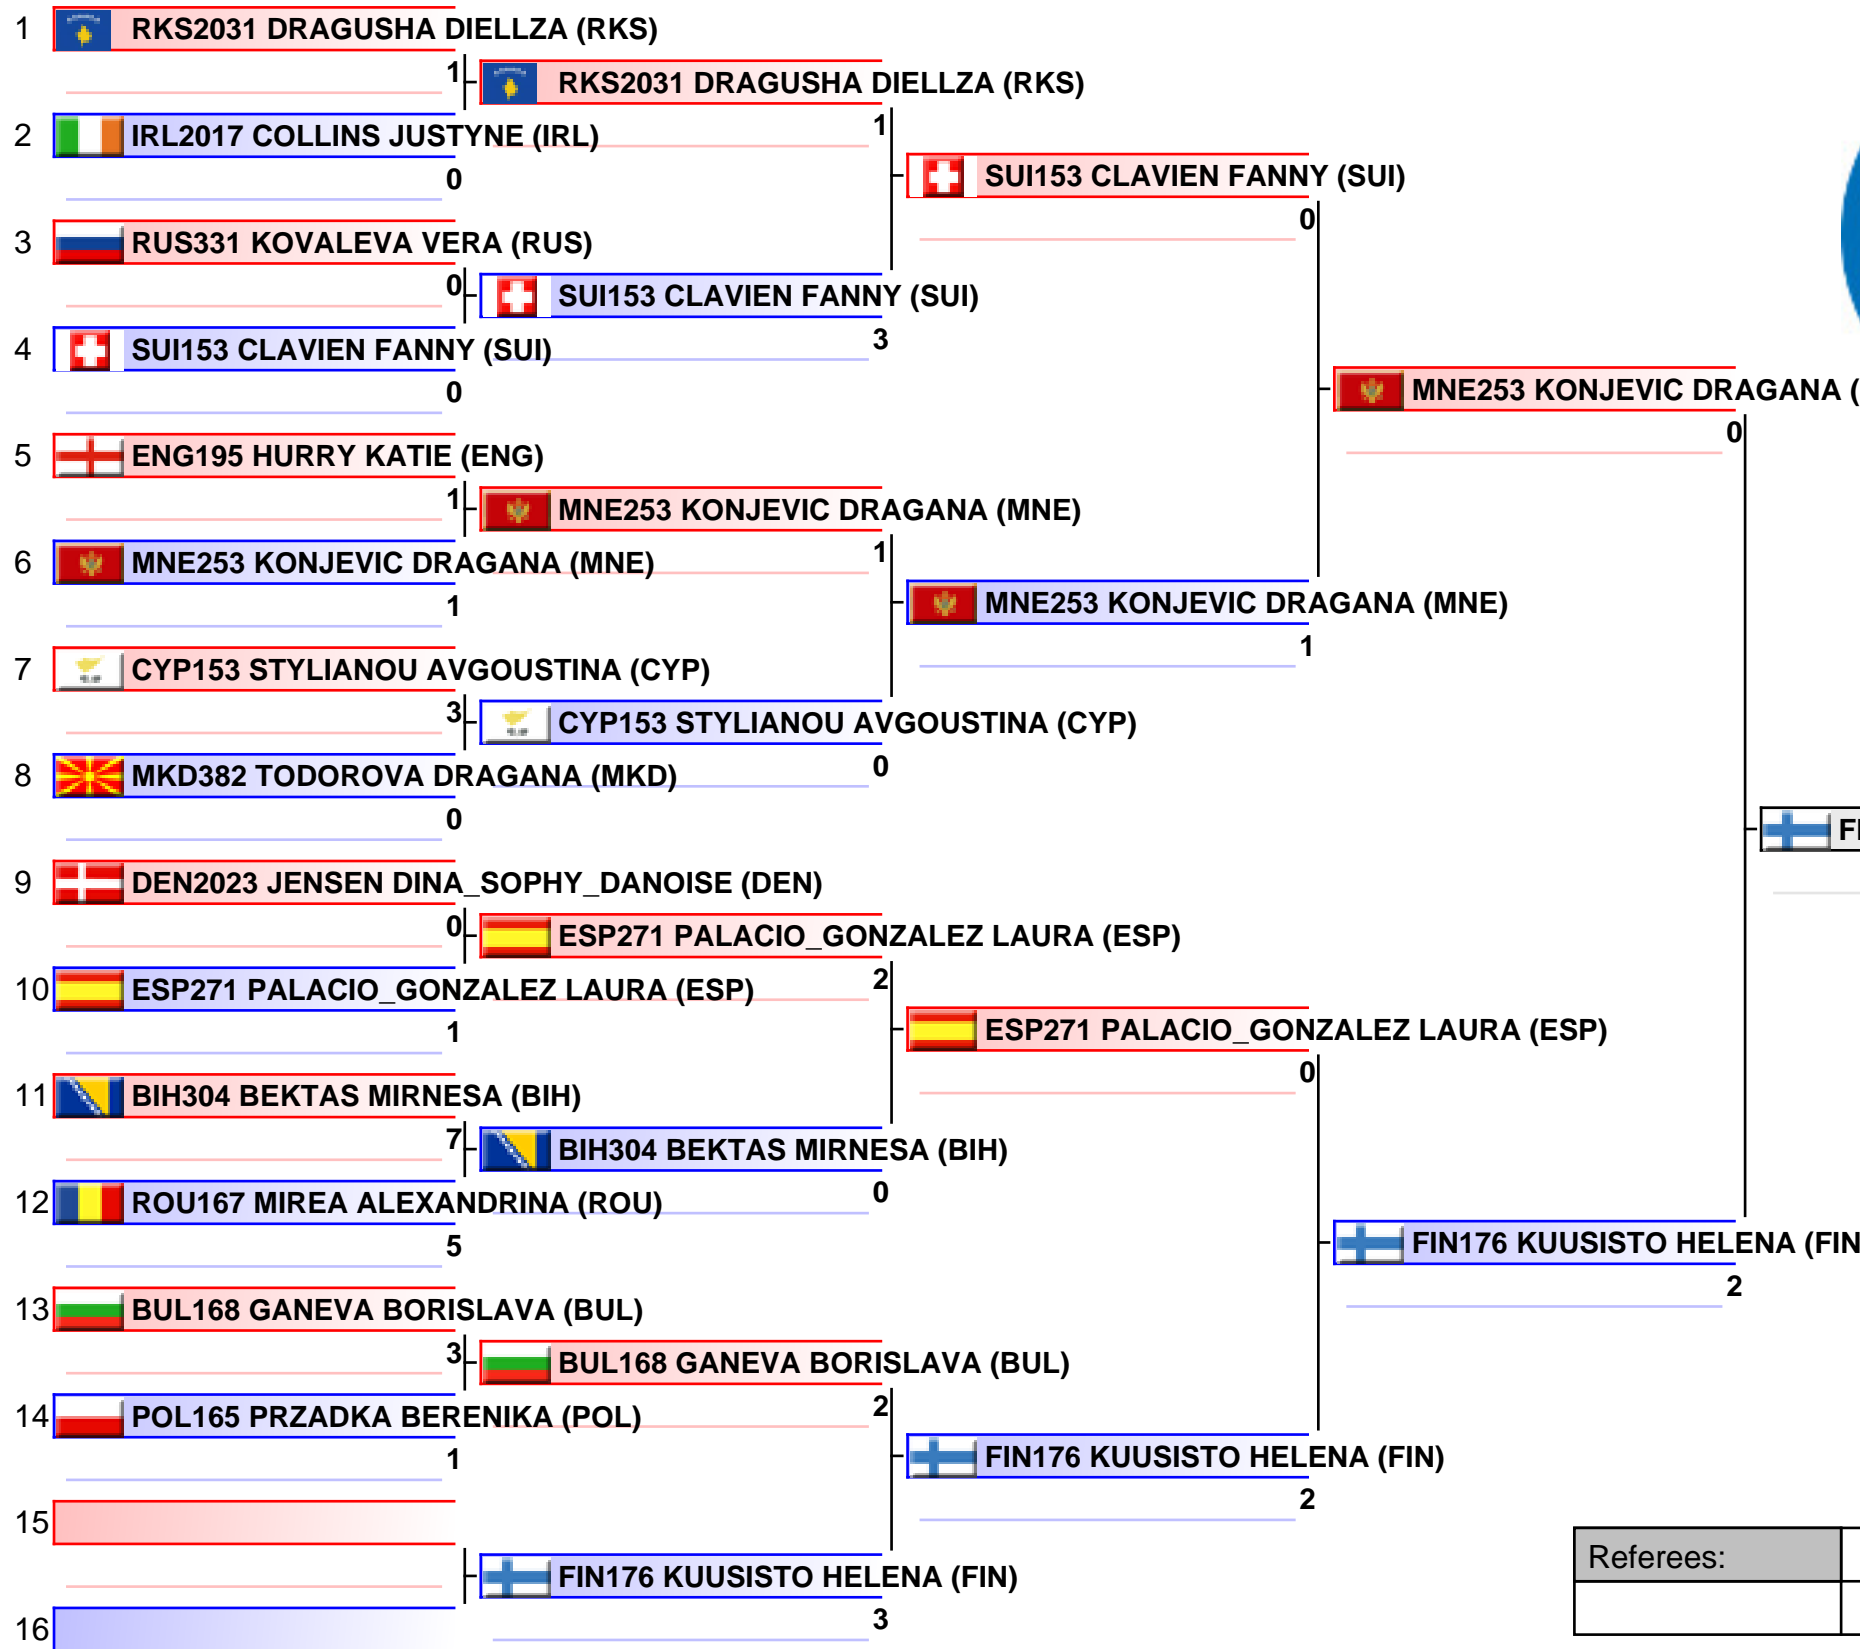 1 RKS2031 DRAGUSHA DIELLZA (RKS)
1 RKS2031 DRAGUSHA DIELLZA (RKS)
2 IRL2017 COLLINS JUSTYNE (IRL) 1
0 SUI153 CLAVIEN FANNY (SUI)
0
3 RUS331 KOVALEVA VERA (RUS)
0 SUI153 CLAVIEN FANNY (SUI)
4 SUI153 CLAVIEN FANNY (SUI) 3
0 MNE253 KONJEVIC DRAGANA (
0
5 ENG195 HURRY KATIE (ENG)
1 MNE253 KONJEVIC DRAGANA (MNE)
6 MNE253 KONJEVIC DRAGANA (MNE) 1
1 MNE253 KONJEVIC DRAGANA (MNE)
1
7 CYP153 STYLIANOU AVGOUSTINA (CYP)
3 CYP153 STYLIANOU AVGOUSTINA (CYP)
8 MKD382 TODOROVA DRAGANA (MKD) 0
0 FI
9 DEN2023 JENSEN DINA_SOPHY_DANOISE (DEN)
0 ESP271 PALACIO_GONZALEZ LAURA (ESP)
10 ESP271 PALACIO_GONZALEZ LAURA (ESP) 2
1 ESP271 PALACIO_GONZALEZ LAURA (ESP)
0
11 BIH304 BEKTAS MIRNESA (BIH)
7 BIH304 BEKTAS MIRNESA (BIH)
12 ROU167 MIREA ALEXANDRINA (ROU) 0
5 FIN176 KUUSISTO HELENA (FIN
2
13 BUL168 GANEVA BORISLAVA (BUL)
3 BUL168 GANEVA BORISLAVA (BUL)
14 POL165 PRZADKA BERENIKA (POL) 2
1 FIN176 KUUSISTO HELENA (FIN)
2
15
Referees:
FIN176 KUUSISTO HELENA (FIN)
16 3